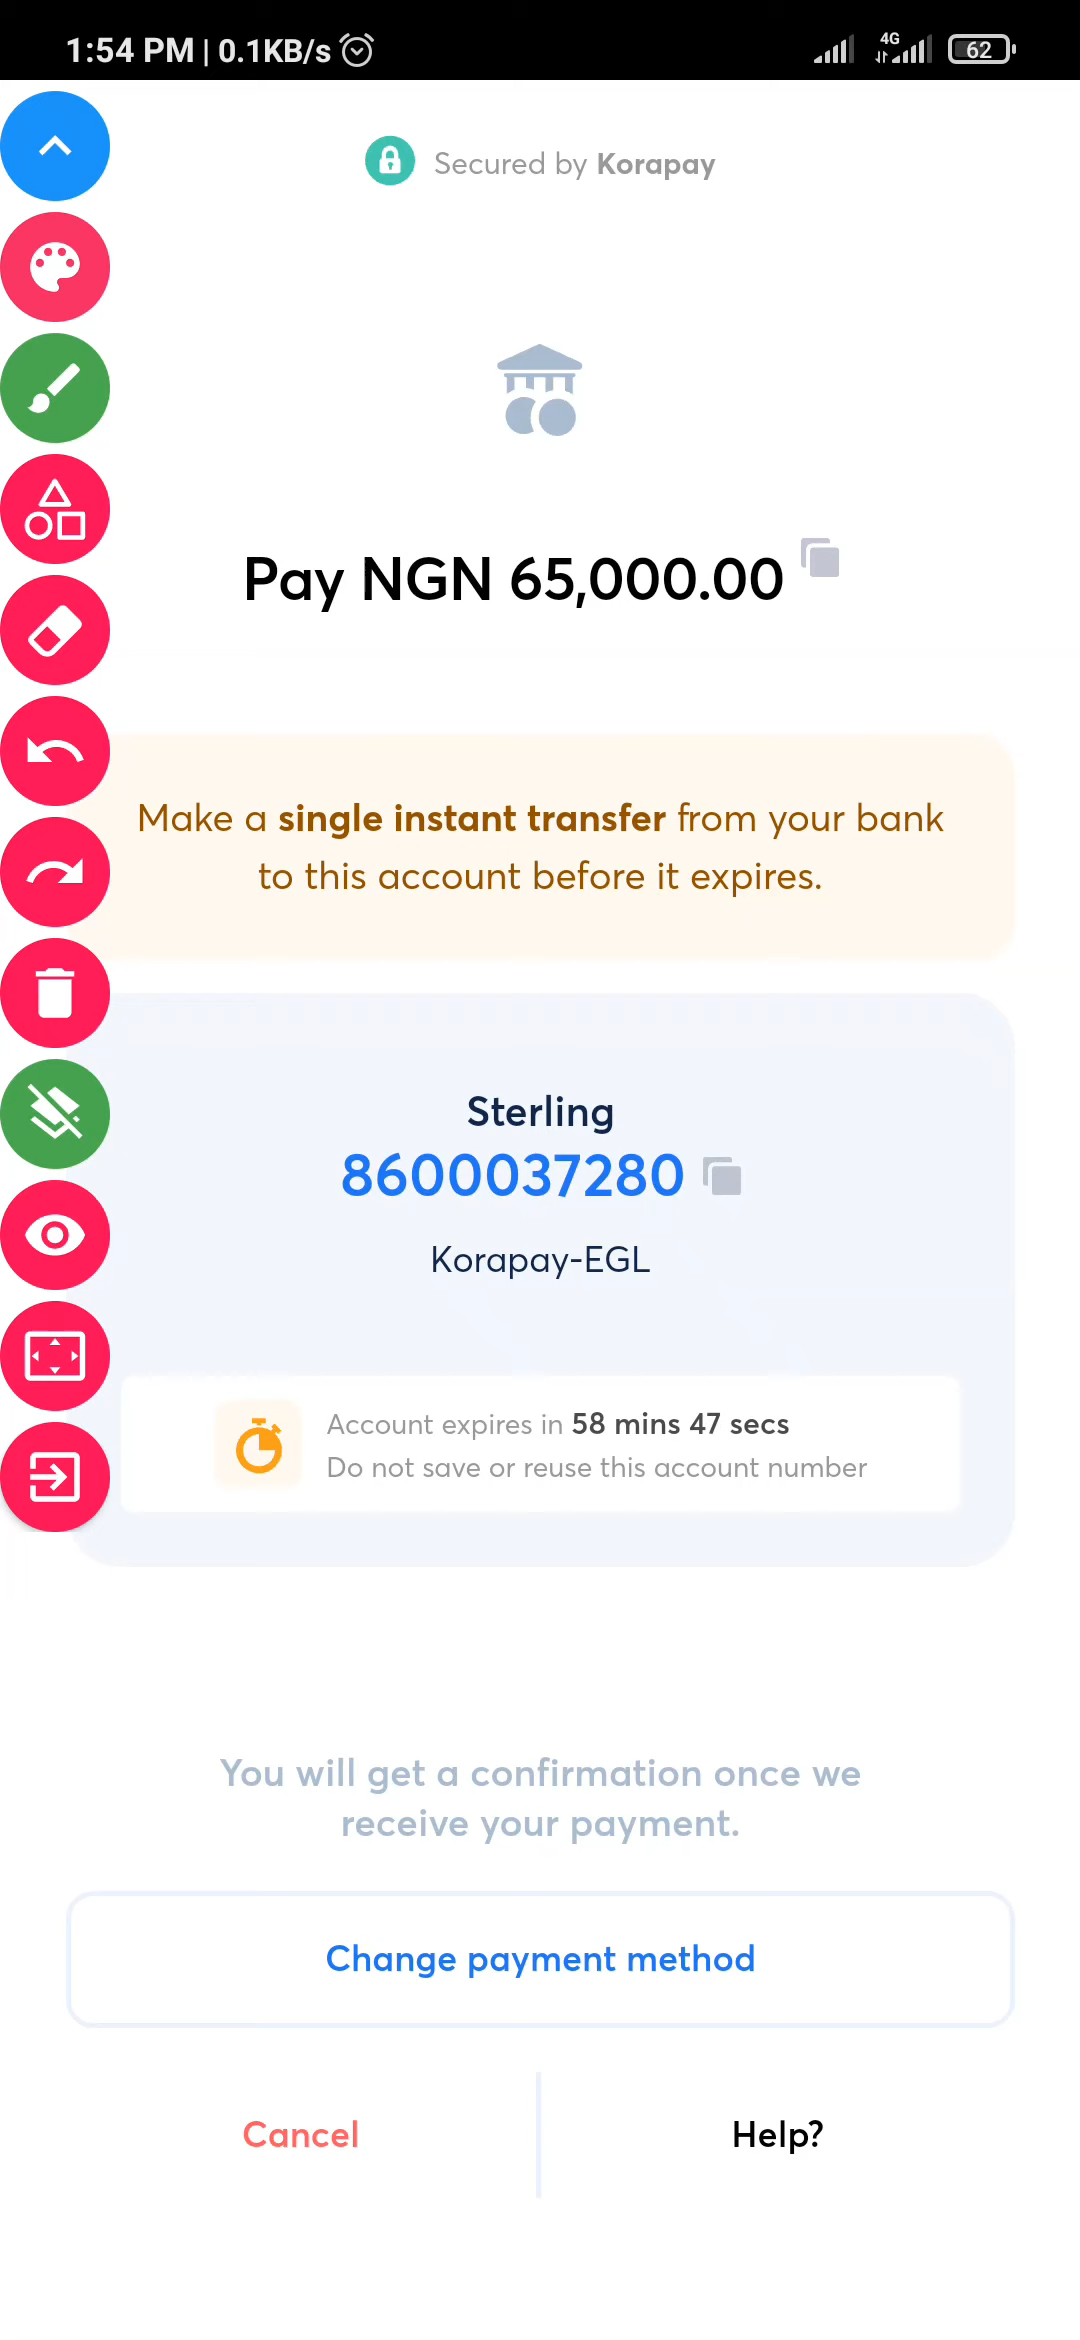 1:54 PM | 0.1KB/s
4G
62
Secured by Korapay
Pay NGN 65,000.00
Make a single instant transfer from your bank
to this account before it expires.
Sterling
8600037280
Korapay-EGL
Account expires in 58 mins 47 secs
Do not save or reuse this account number
You will get a confirmation once we
receive your payment.
Change payment method
Cancel
Help?